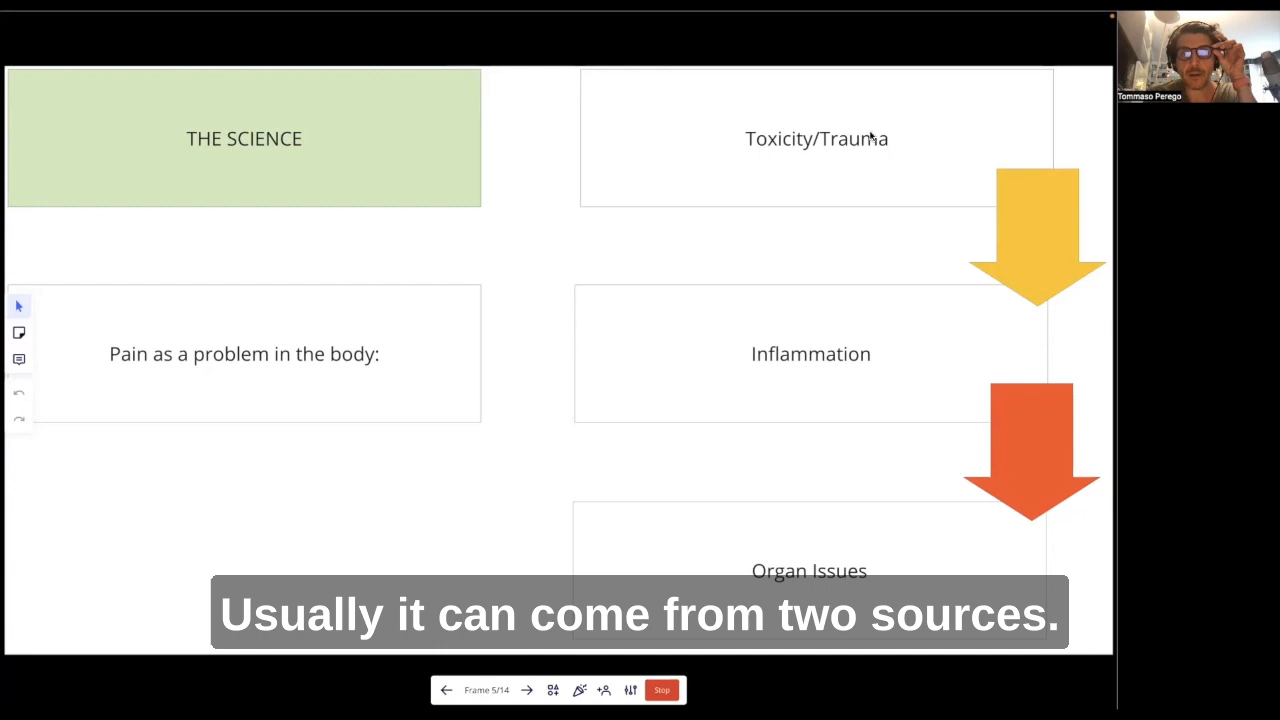 THE SCIENCE
Toxicity/Trauma
Tommaso Perego
Pain as a problem in the body:
Inflammation
Organ Issues
Usually it can come from two sources.
Frame 5/14
Stop